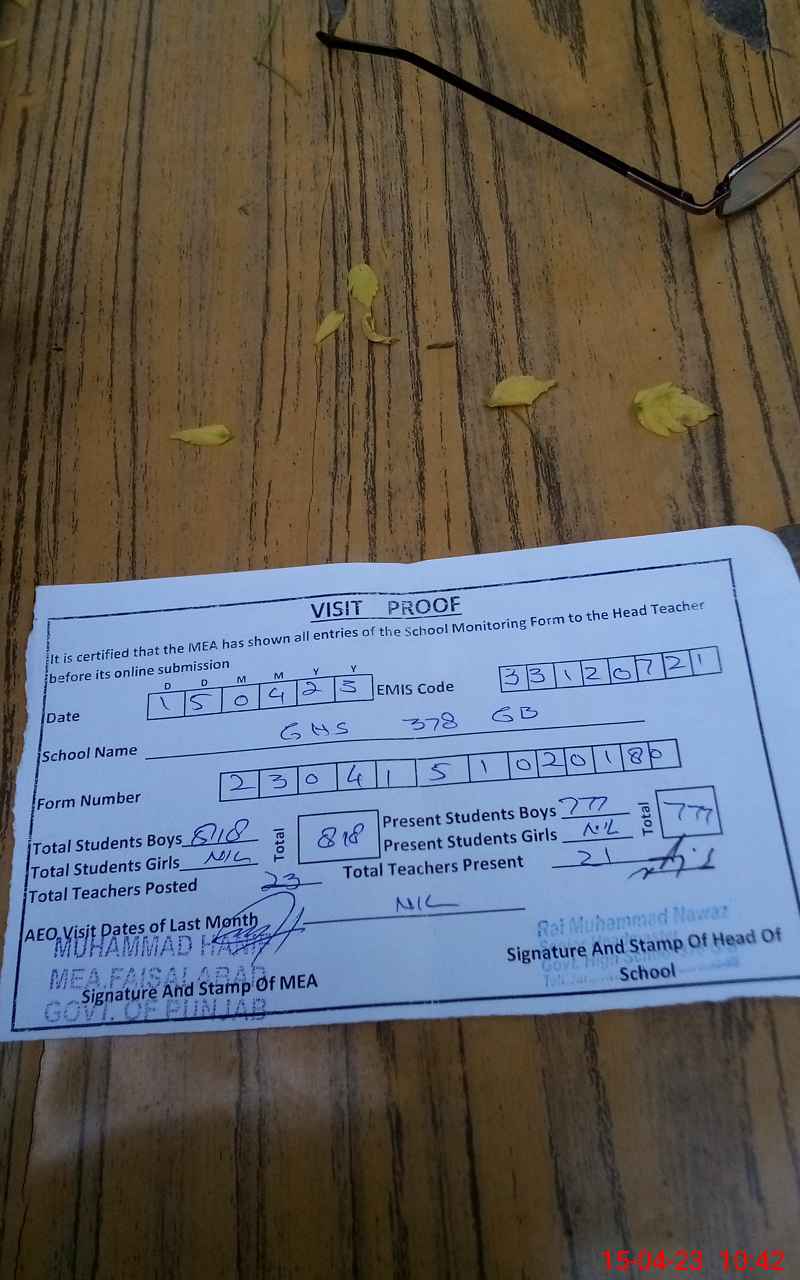 VISIT PROOF
It is certified that the MEA has shown all entries of the School Monitoring Form to the Head Teacher
before its online submission
D D M M Y Y
Date 1 5 0 4 2 3 EMIS Code 3 3 1 2 0 7 2 1
School Name GHS 378 GB
Form Number 2 3 0 4 1 5 1 0 2 0 1 8 0
Total Students Boys 818 Total 818 Present Students Boys 777 Total 777
Total Students Girls NIL Present Students Girls NIL
Total Teachers Posted 23 Total Teachers Present 21
AEO Visit Dates of Last Month NIL
MUHAMMAD
MEA FAISALABAD
Signature And Stamp Of MEA
GOVT. OF PUNJAB
Rai Muhammad Nawaz
Signature And Stamp Of Head Of
School
15-04-23 10:42